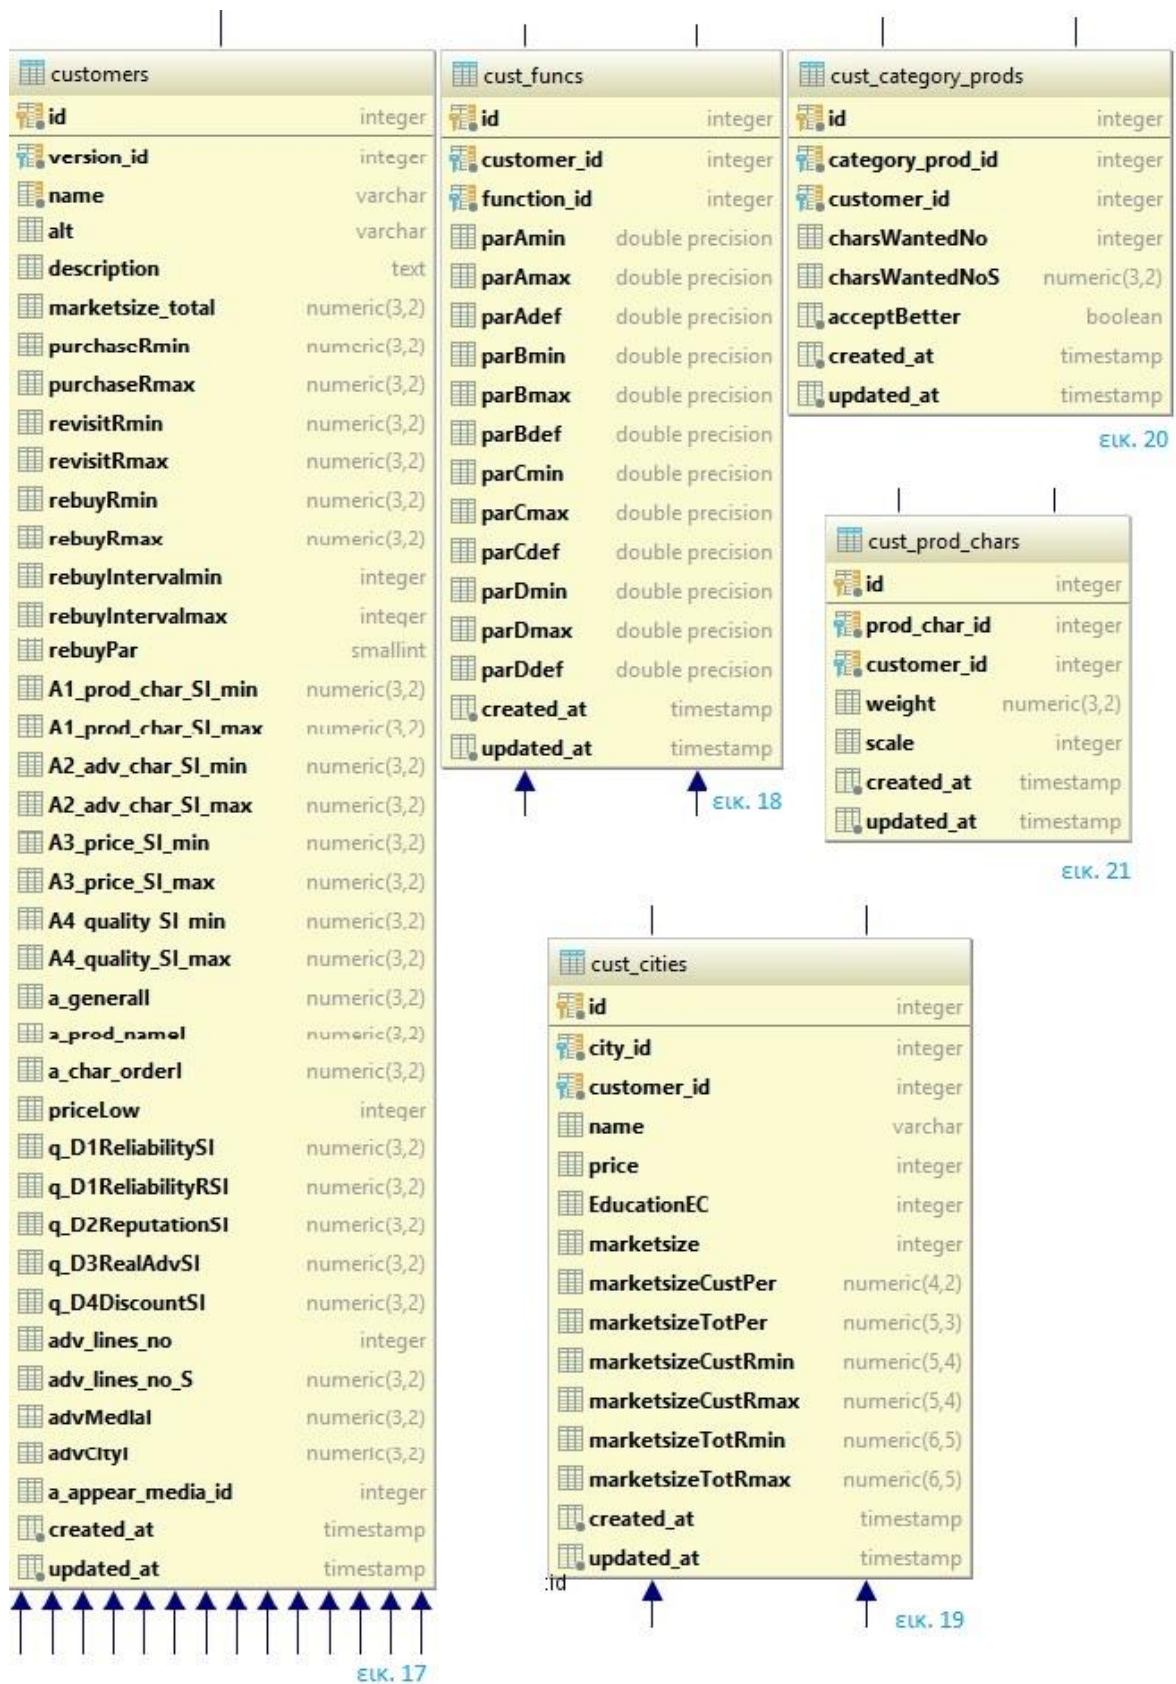 customers
id integer
version_id integer
name varchar
alt varchar
description text
marketsize_total numeric(3,2)
purchaseRmin numeric(3,2)
purchaseRmax numeric(3,2)
revisitRmin numeric(3,2)
revisitRmax numeric(3,2)
rebuyRmin numeric(3,2)
rebuyRmax numeric(3,2)
rebuyIntervalmin integer
rebuyIntervalmax integer
rebuyPar smallint
A1_prod_char_SI_min numeric(3,2)
A1_prod_char_SI_max numeric(3,2)
A2_adv_char_SI_min numeric(3,2)
A2_adv_char_SI_max numeric(3,2)
A3_price_SI_min numeric(3,2)
A3_price_SI_max numeric(3,2)
A4_quality_SI_min numeric(3,2)
A4_quality_SI_max numeric(3,2)
a_generalI numeric(3,2)
a_prod_nameI numeric(3,2)
a_char_orderI numeric(3,2)
priceLow integer
q_D1ReliabilitySI numeric(3,2)
q_D1ReliabilityRSI numeric(3,2)
q_D2ReputationSI numeric(3,2)
q_D3RealAdvSI numeric(3,2)
q_D4DiscountSI numeric(3,2)
adv_lines_no integer
adv_lines_no_S numeric(3,2)
advMediaI numeric(3,2)
advCityI numeric(3,2)
a_appear_media_id integer
created_at timestamp
updated_at timestamp
εικ. 17
cust_funcs
id integer
customer_id integer
function_id integer
parAmin double precision
parAmax double precision
parAdef double precision
parBmin double precision
parBmax double precision
parBdef double precision
parCmin double precision
parCmax double precision
parCdef double precision
parDmin double precision
parDmax double precision
parDdef double precision
created_at timestamp
updated_at timestamp
εικ. 18
cust_category_prods
id integer
category_prod_id integer
customer_id integer
charsWantedNo integer
charsWantedNoS numeric(3,2)
acceptBetter boolean
created_at timestamp
updated_at timestamp
εικ. 20
cust_prod_chars
id integer
prod_char_id integer
customer_id integer
weight numeric(3,2)
scale integer
created_at timestamp
updated_at timestamp
εικ. 21
cust_cities
id integer
city_id integer
customer_id integer
name varchar
price integer
EducationEC integer
marketsize integer
marketsizeCustPer numeric(4,2)
marketsizeTotPer numeric(5,3)
marketsizeCustRmin numeric(5,4)
marketsizeCustRmax numeric(5,4)
marketsizeTotRmin numeric(6,5)
marketsizeTotRmax numeric(6,5)
created_at timestamp
updated_at timestamp
:id
εικ. 19